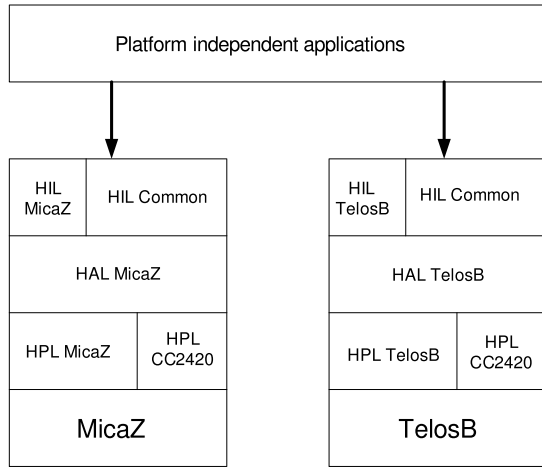 Platform independent applications
HIL
MicaZ
HIL Common
HAL MicaZ
HPL MicaZ
HPL
CC2420
MicaZ
HIL
TelosB
HIL Common
HAL TelosB
HPL TelosB
HPL
CC2420
TelosB